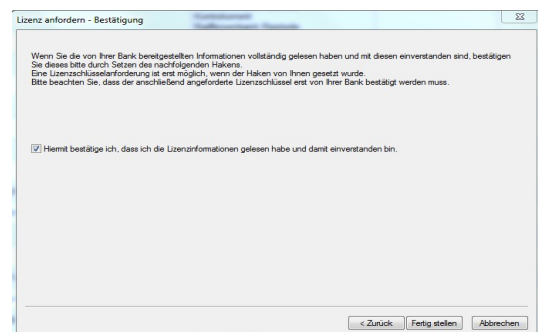 Lizenz anfordern - Bestätigung
Wenn Sie die von Ihrer Bank bereitgestellten Informationen vollständig gelesen haben und mit diesen einverstanden sind, bestätigen
Sie dieses bitte durch Setzen des nachfolgenden Hakens.
Eine Lizenzschlüsselanforderung ist erst möglich, wenn der Haken von Ihnen gesetzt wurde.
Bitte beachten Sie, dass der anschließend angeforderte Lizenzschlüssel erst von Ihrer Bank bestätigt werden muss.
Hiermit bestätige ich, dass ich die Lizenzinformationen gelesen habe und damit einverstanden bin.
< Zurück Fertig stellen Abbrechen